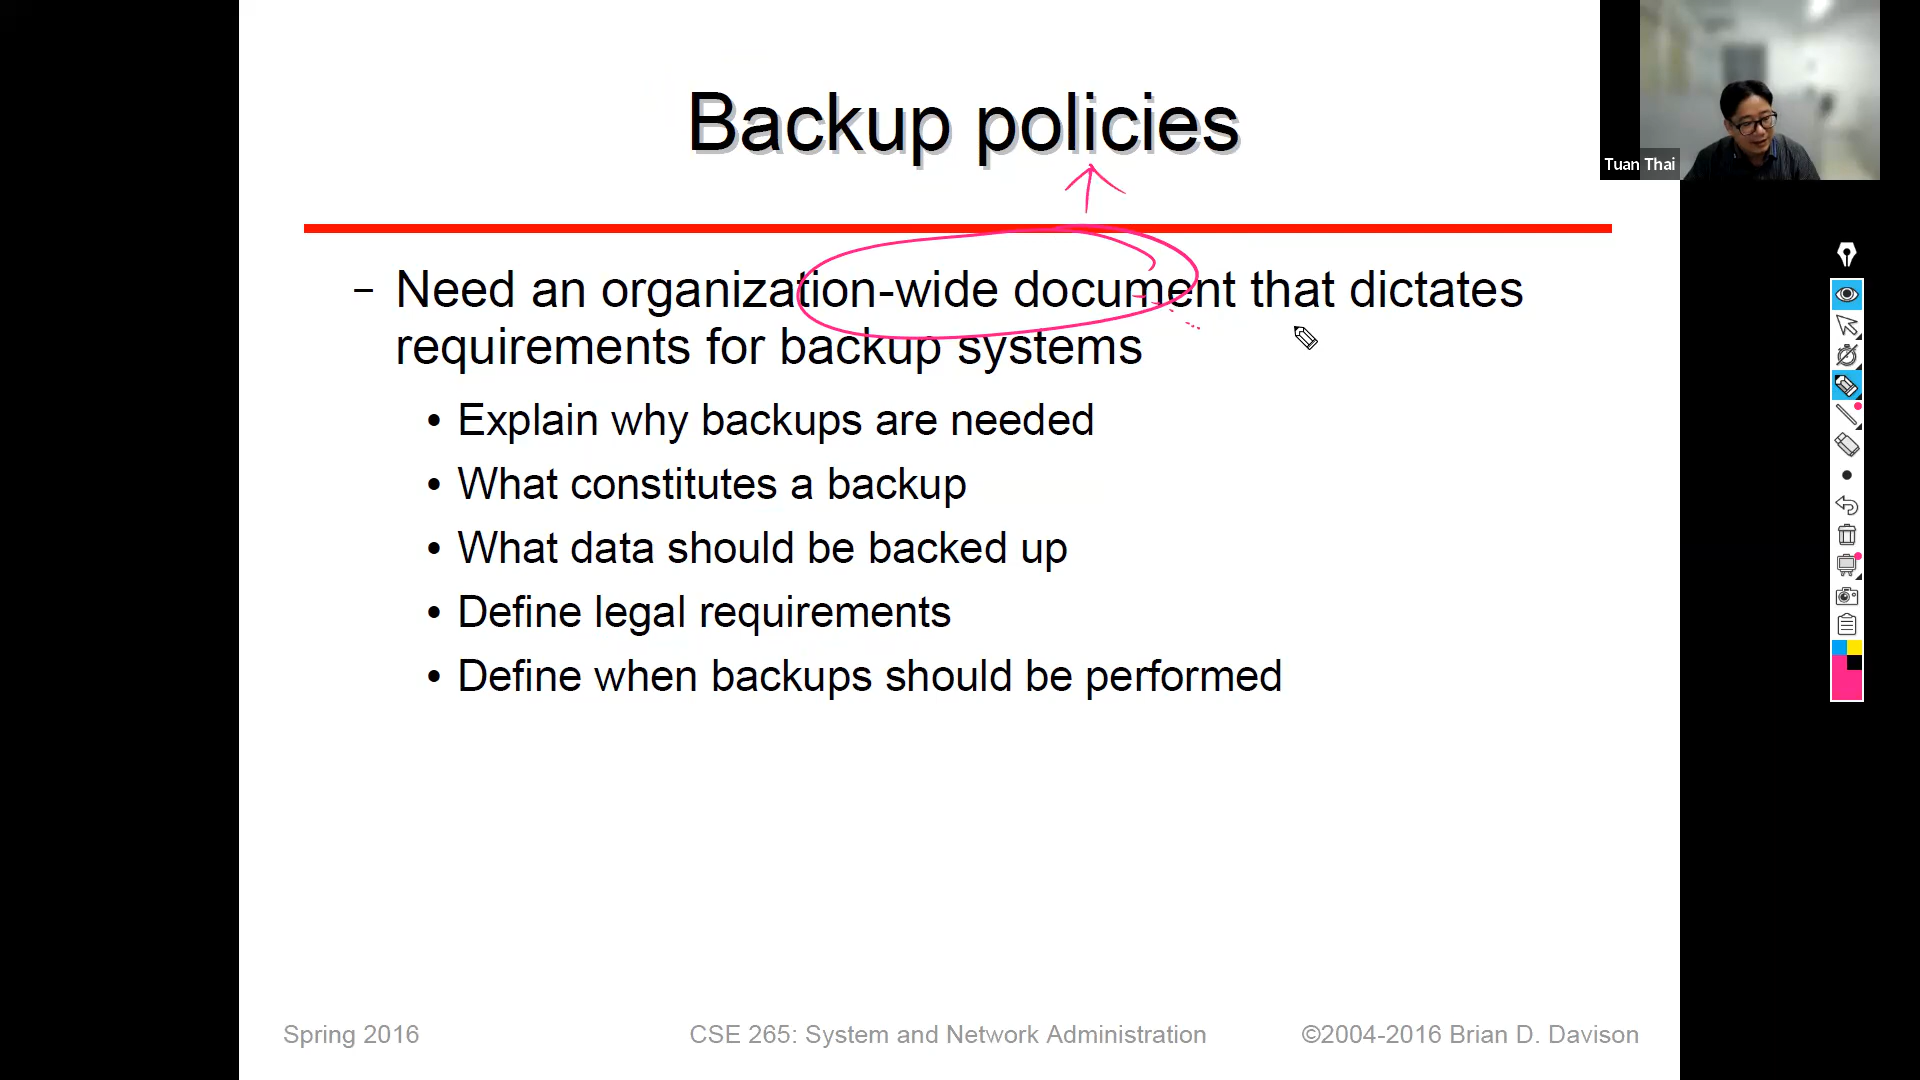 Backup policies
Tuan Thai
– Need an organization-wide document that dictates
requirements for backup systems
• Explain why backups are needed
• What constitutes a backup
• What data should be backed up
• Define legal requirements
• Define when backups should be performed
Spring 2016
CSE 265: System and Network Administration
©2004-2016 Brian D. Davison